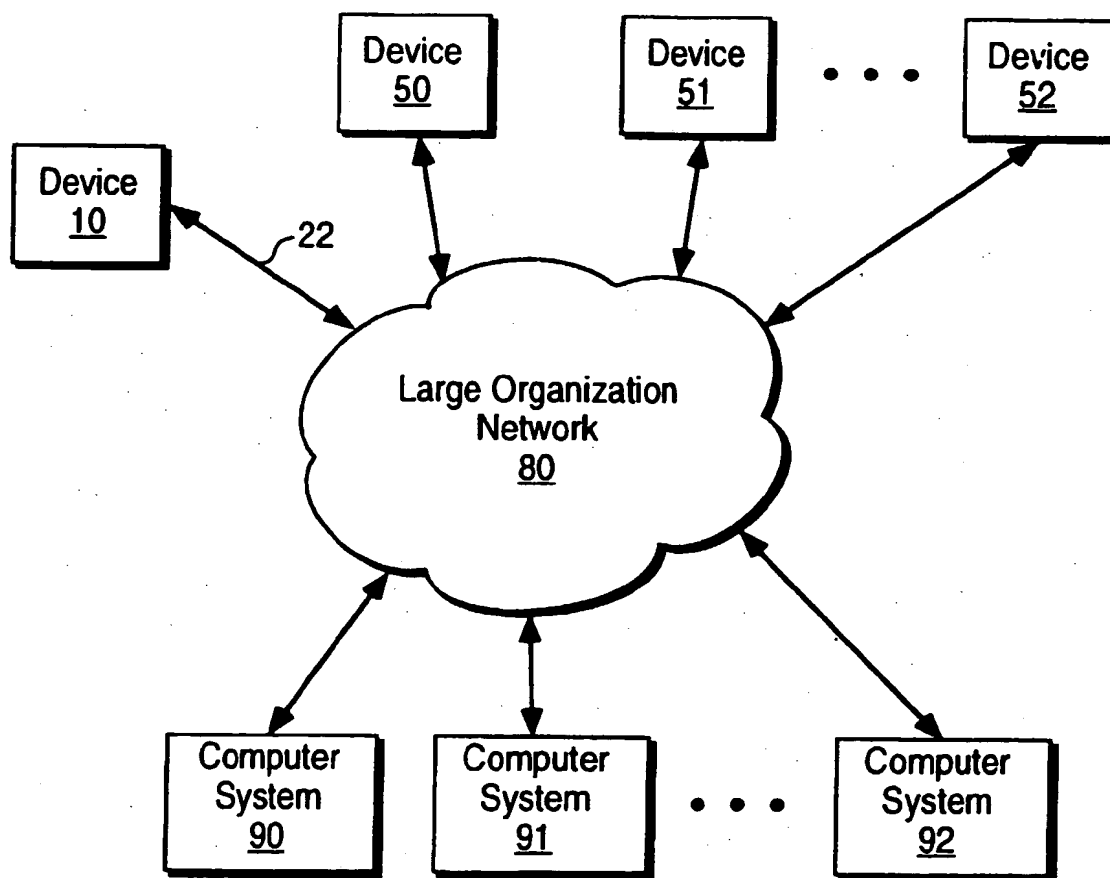 Device
50
Device
51
Device
52
Device
10
22
Large Organization
Network
80
Computer
System
90
Computer
System
91
Computer
System
92